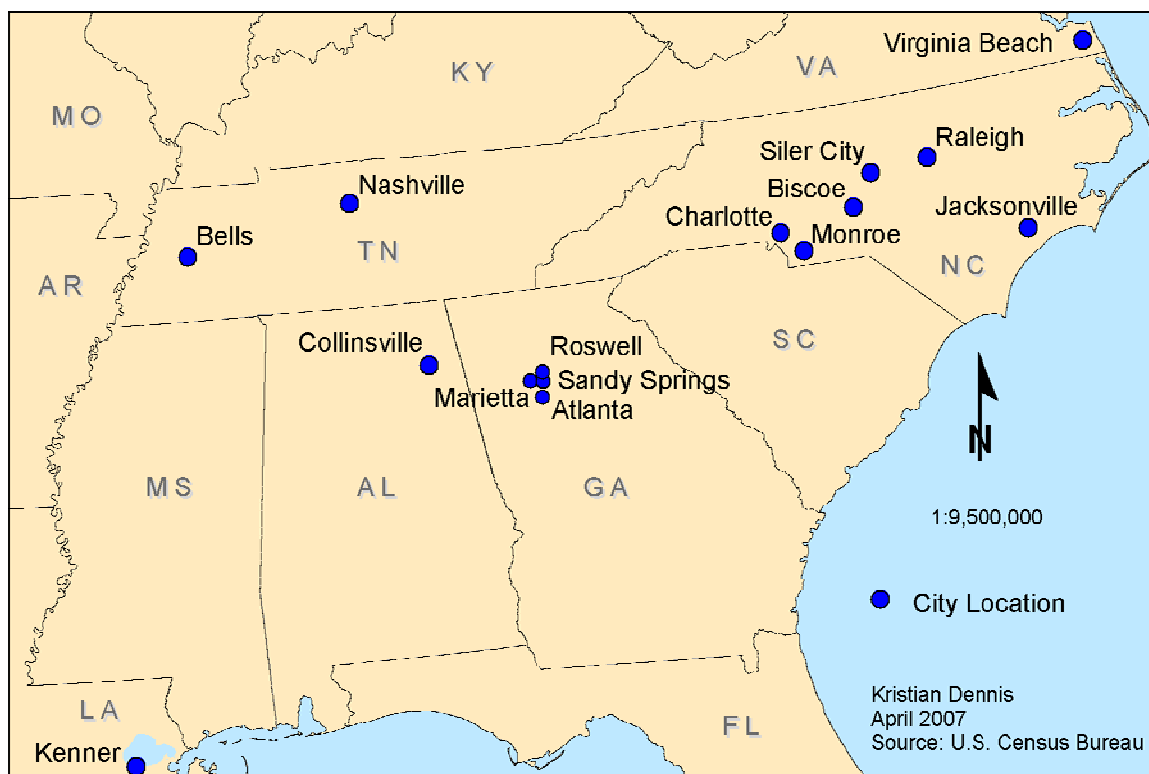 Virginia Beach
KY
VA
MO
Raleigh
Siler City
Nashville
Biscoe
Charlotte
Jacksonville
Bells
Monroe
TN
NC
AR
Collinsville
Roswell
SC
Sandy Springs
Marietta
Atlanta
N
MS
AL
GA
1:9,500,000
City Location
Kristian Dennis
LA
April 2007
FL
Source: U.S. Census Bureau
Kenner